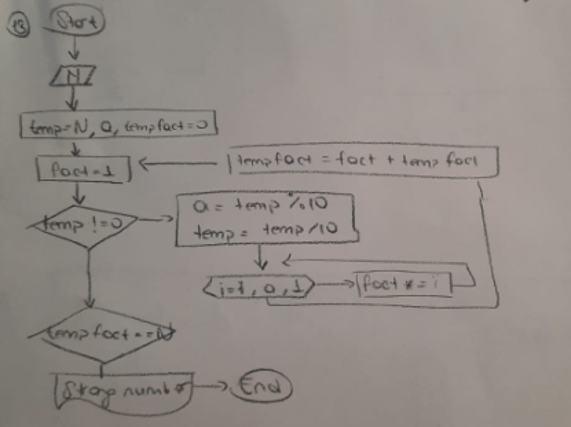 13
Start
N
temp=N, a, tempfact=0
fact=1
tempfact = fact + tempfact
temp != 0
a = temp % 10
temp = temp / 10
i=1, a, 1
fact *= i
tempfact == N
Strong number
End